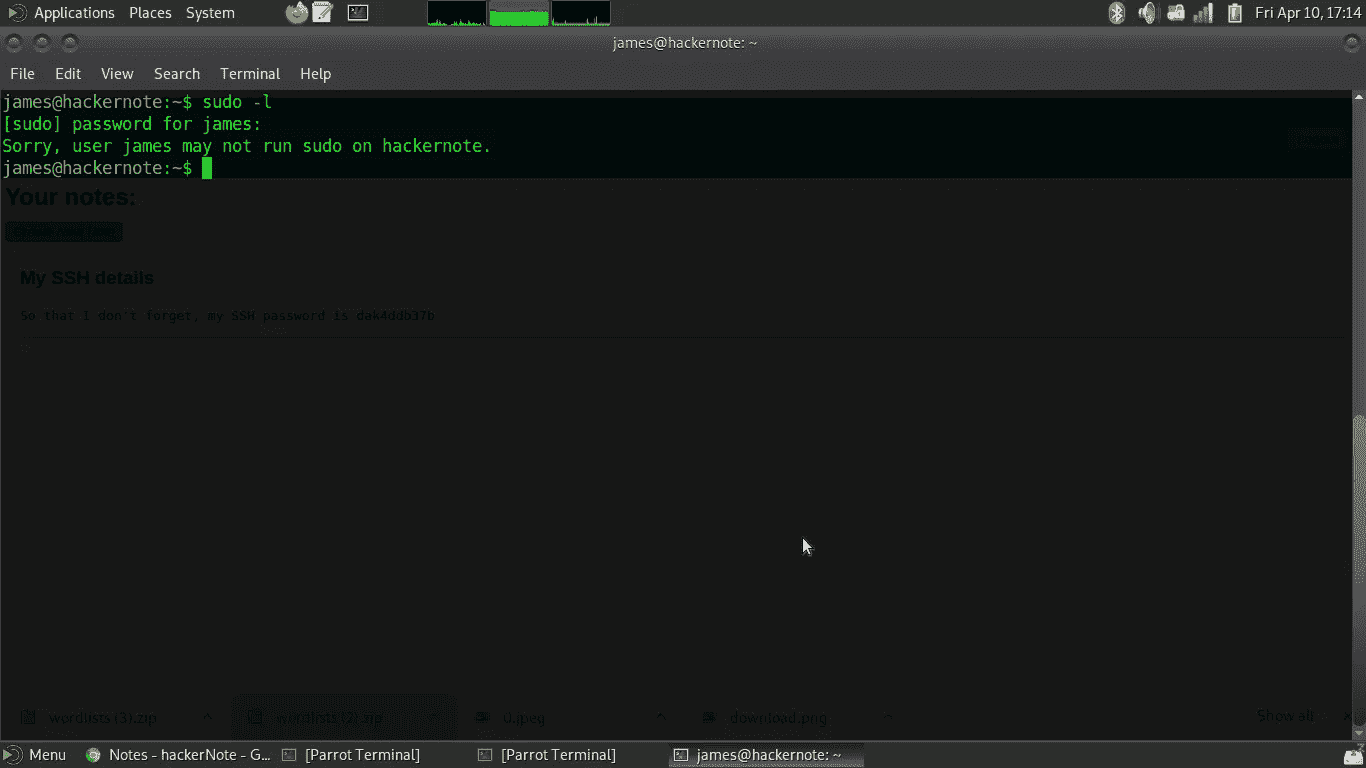 Applications Places System Fri Apr 10, 17:14
james@hackernote: ~
File Edit View Search Terminal Help
james@hackernote:~$ sudo -l
[sudo] password for james:
Sorry, user james may not run sudo on hackernote.
james@hackernote:~$
Your notes:
My SSH details
So that I don't forget, my SSH password is dak4ddb37b
wordlists (3).zip wordlists (2).zip d.jpeg download.png Show all
Menu Notes - hackerNote - G... [Parrot Terminal] [Parrot Terminal] james@hackernote: ~